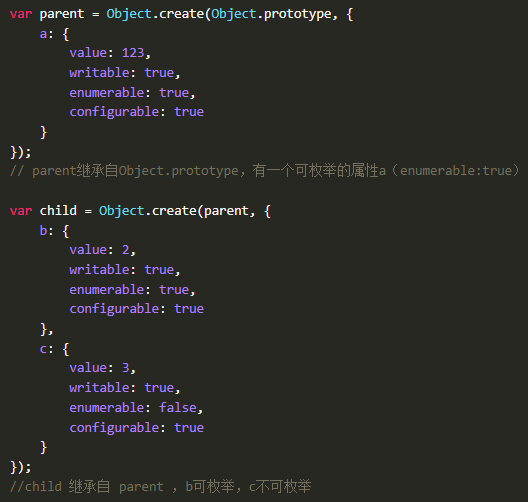 var parent = Object.create(Object.prototype, {
    a: {
        value: 123,
        writable: true,
        enumerable: true,
        configurable: true
    }
});
// parent继承自Object.prototype，有一个可枚举的属性a（enumerable:true）

var child = Object.create(parent, {
    b: {
        value: 2,
        writable: true,
        enumerable: true,
        configurable: true
    },
    c: {
        value: 3,
        writable: true,
        enumerable: false,
        configurable: true
    }
});
//child 继承自 parent ，b可枚举，c不可枚举